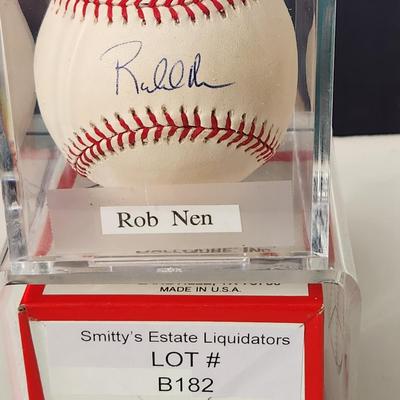 Rob Nen
MADE IN U.S.A.
Smitty's Estate Liquidators
LOT #
B182